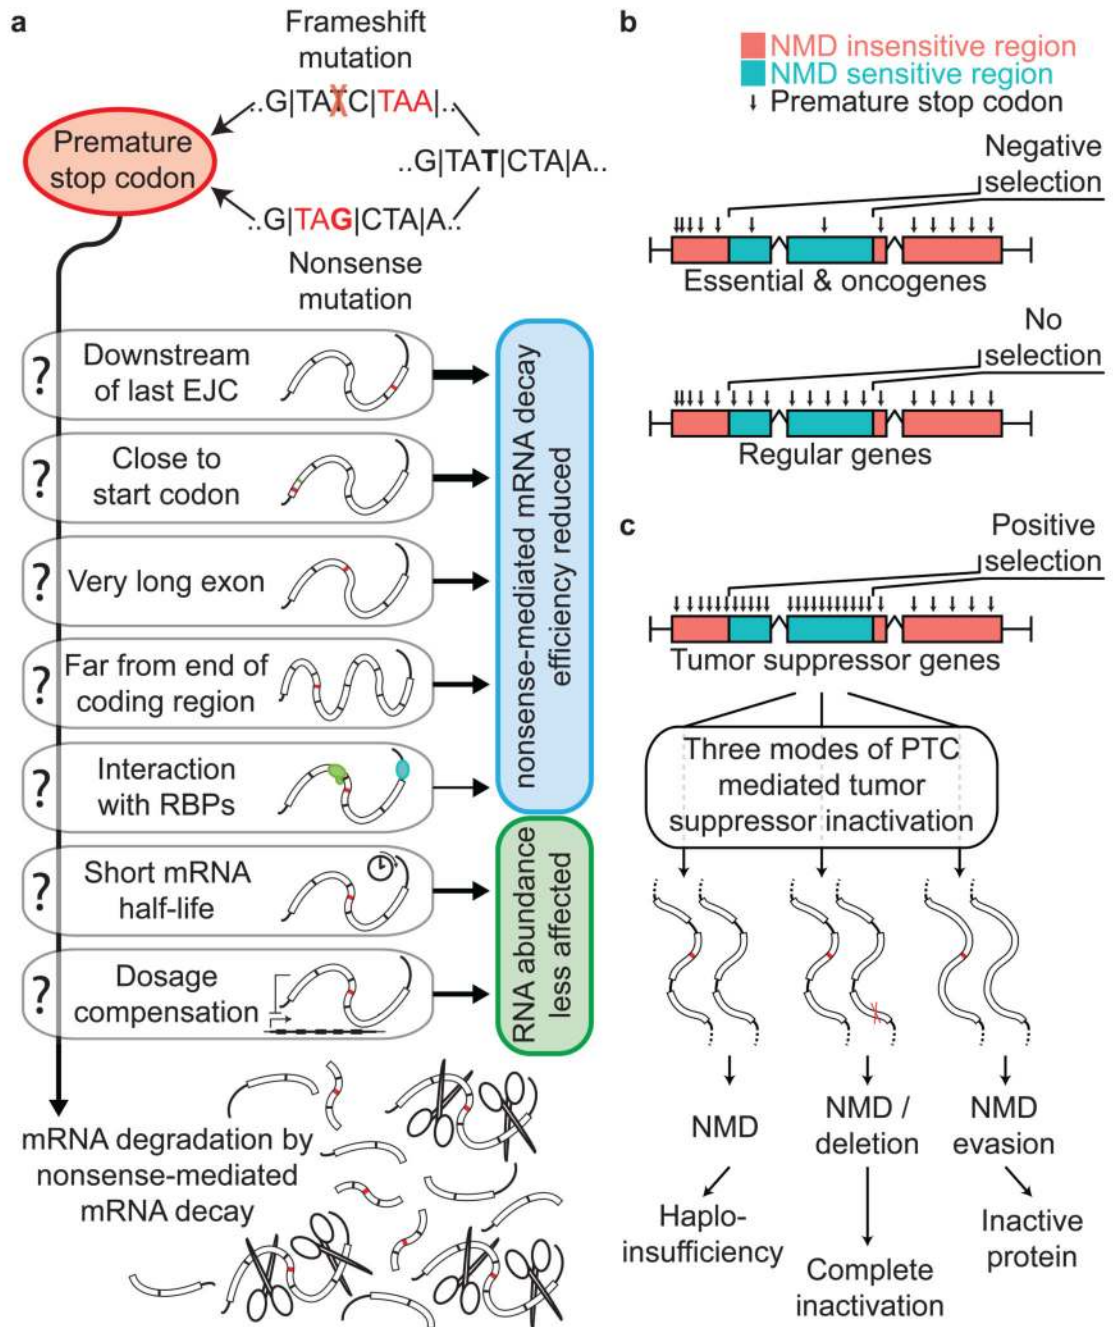 a
Frameshift
mutation
..G|TATC|TAA|..
Premature
stop codon
..G|TAT|CTA|A..
..G|TAG|CTA|A..
Nonsense
mutation
?
Downstream
of last EJC
?
Close to
start codon
?
Very long exon
?
Far from end of
coding region
?
Interaction
with RBPs
?
Short mRNA
half-life
?
Dosage
compensation
nonsense-mediated mRNA decay
efficiency reduced
RNA abundance
less affected
mRNA degradation by
nonsense-mediated
mRNA decay
b
NMD insensitive region
NMD sensitive region
Premature stop codon
Negative
selection
Essential & oncogenes
No
selection
Regular genes
c
Positive
selection
Tumor suppressor genes
Three modes of PTC
mediated tumor
suppressor inactivation
NMD
NMD /
deletion
NMD
evasion
Haplo-
insufficiency
Complete
inactivation
Inactive
protein